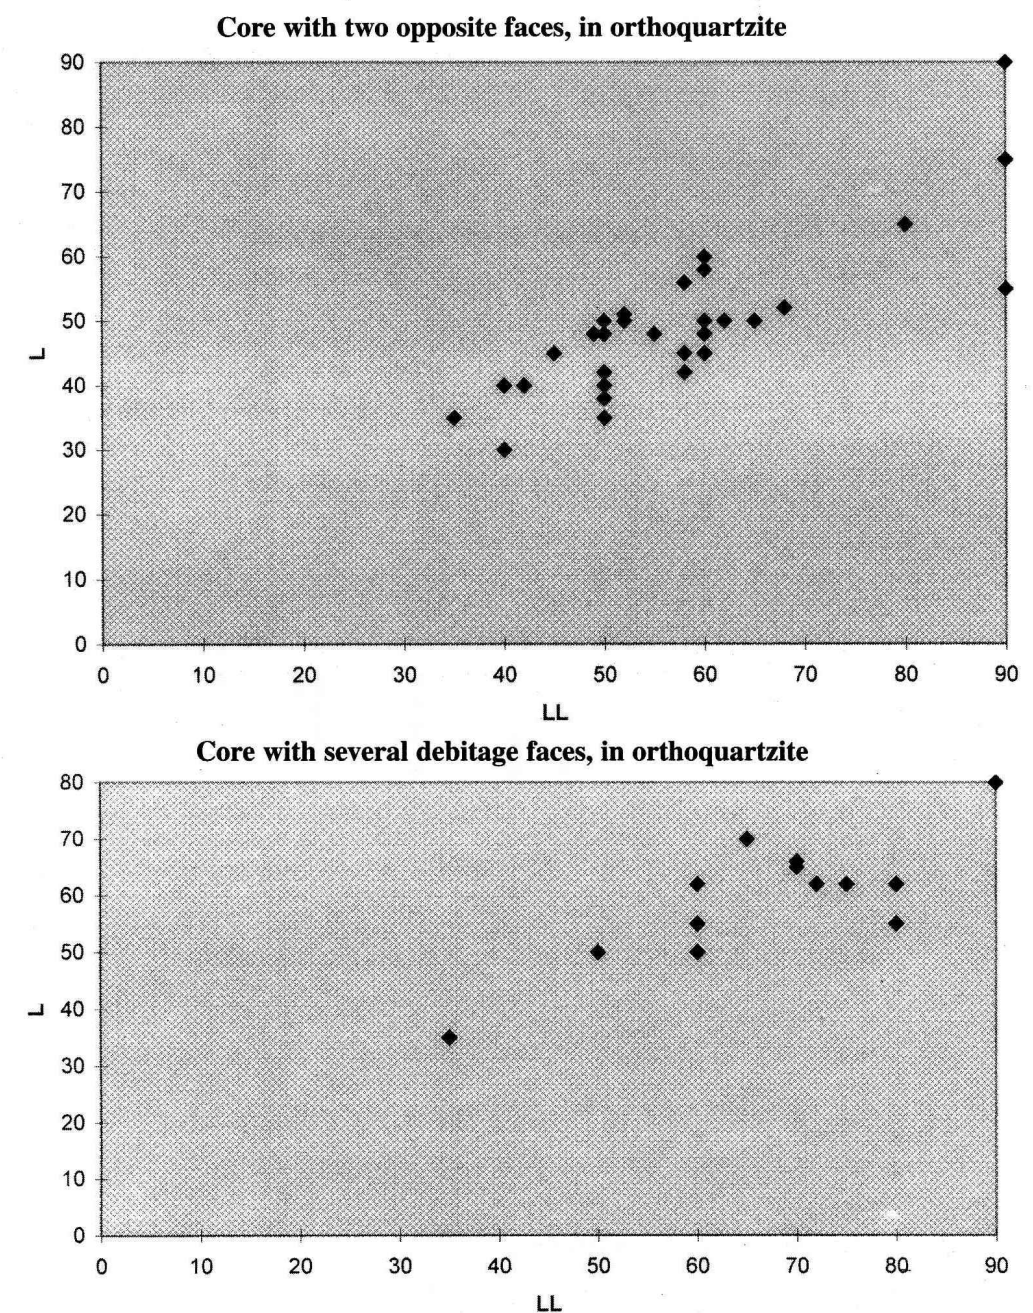 Core with two opposite faces, in orthoquartzite
90
80
70
60
50
40
30
20
10
0
L
0 10 20 30 40 50 60 70 80 90
LL
Core with several debitage faces, in orthoquartzite
80
70
60
50
40
30
20
10
0
L
0 10 20 30 40 50 60 70 80 90
LL